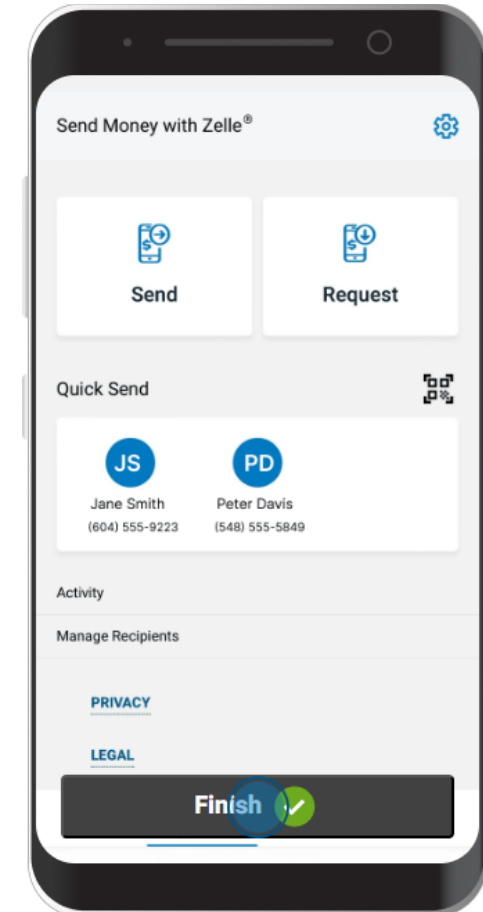 Send Money with Zelle®
Send Request
Quick Send
JS PD
Jane Smith Peter Davis
(604) 555-9223 (548) 555-5849
Activity
Manage Recipients
PRIVACY
LEGAL
Finish